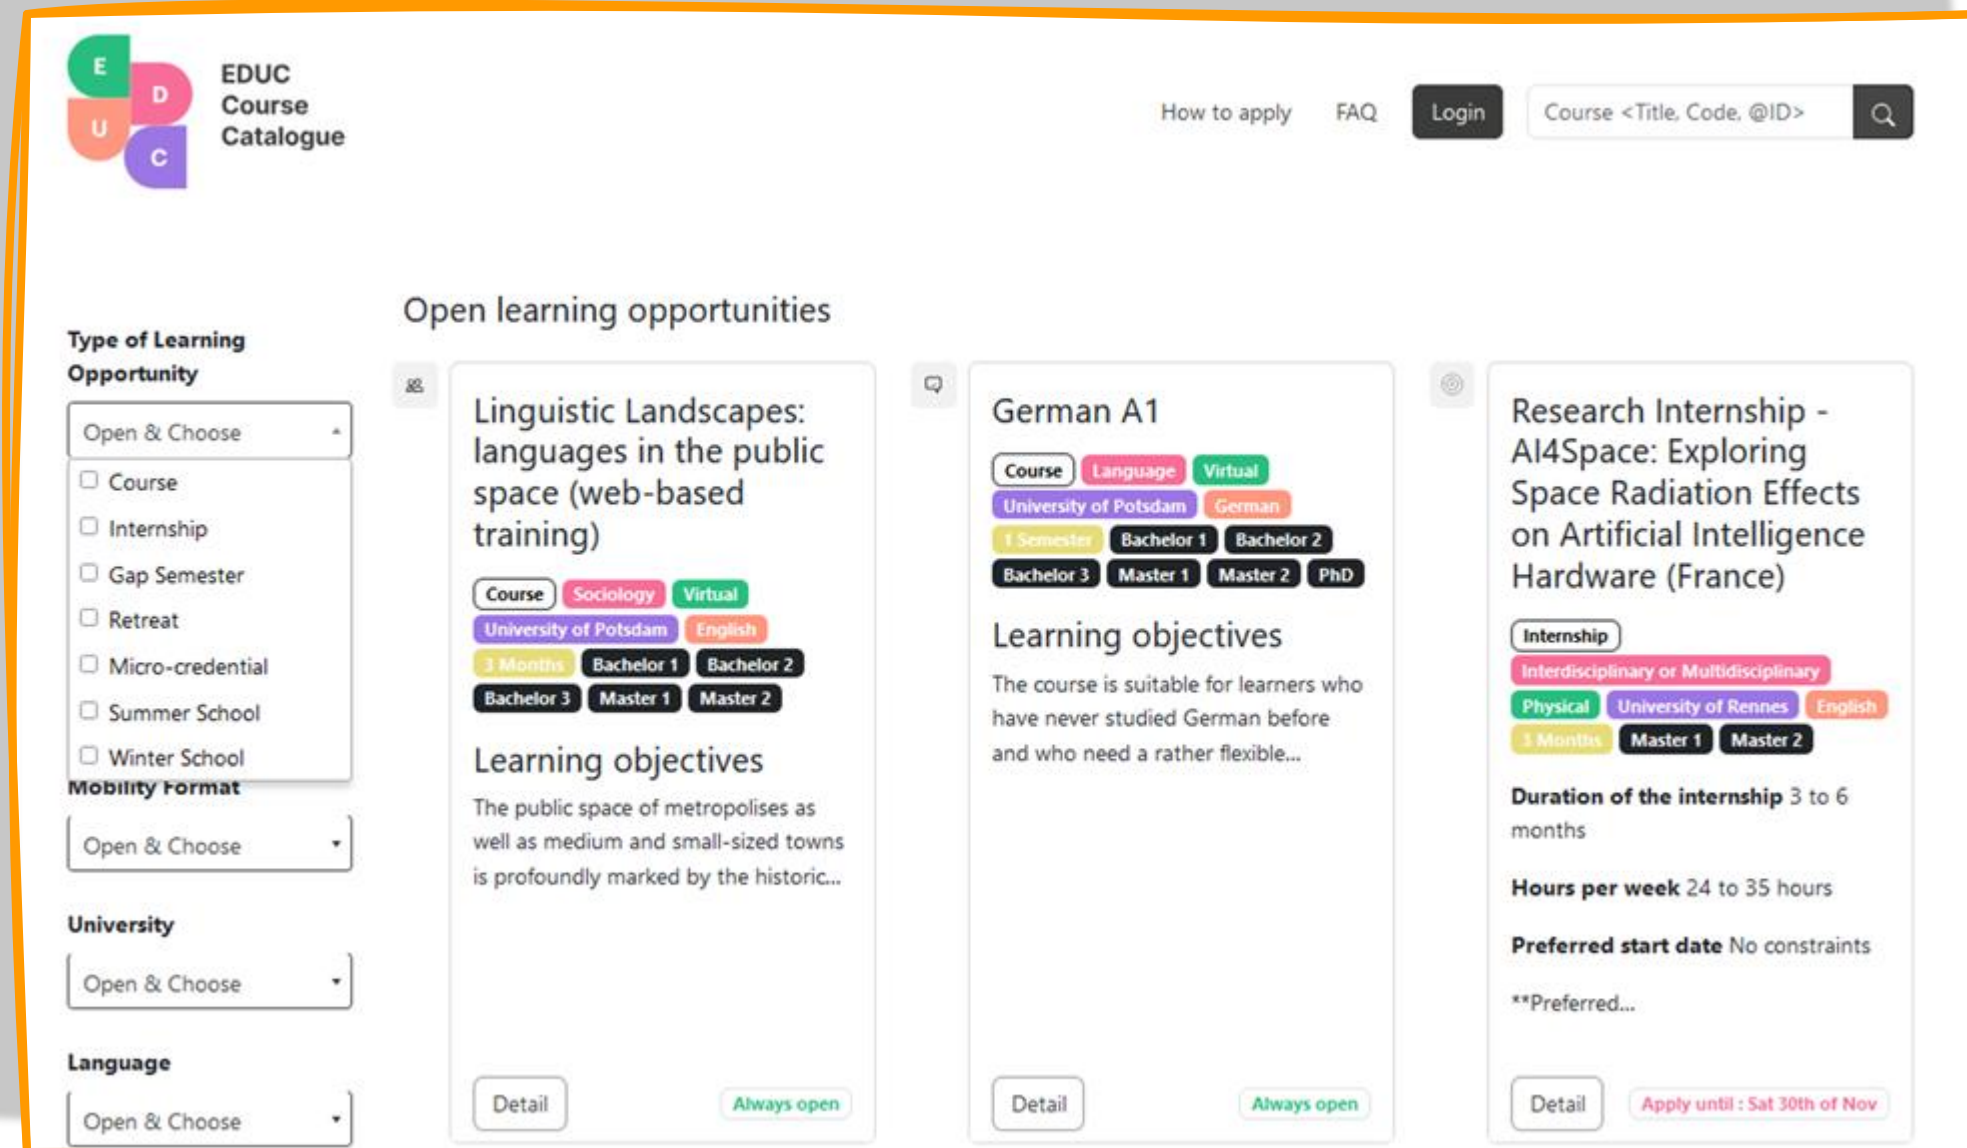 E
D
U
C
EDUC
Course
Catalogue
How to apply
FAQ
Login
Course <Title, Code, @ID>
Type of Learning
Opportunity
Open & Choose
Course
Internship
Gap Semester
Retreat
Micro-credential
Summer School
Winter School
Mobility Format
Open & Choose
University
Open & Choose
Language
Open & Choose
Open learning opportunities
Linguistic Landscapes:
languages in the public
space (web-based
training)
Course Sociology Virtual
University of Potsdam English
3 Months Bachelor 1 Bachelor 2
Bachelor 3 Master 1 Master 2
Learning objectives
The public space of metropolises as
well as medium and small-sized towns
is profoundly marked by the historic...
Detail
Always open
German A1
Course Language Virtual
University of Potsdam German
1 Semester Bachelor 1 Bachelor 2
Bachelor 3 Master 1 Master 2 PhD
Learning objectives
The course is suitable for learners who
have never studied German before
and who need a rather flexible...
Detail
Always open
Research Internship -
AI4Space: Exploring
Space Radiation Effects
on Artificial Intelligence
Hardware (France)
Internship
Interdisciplinary or Multidisciplinary
Physical University of Rennes English
3 Months Master 1 Master 2
Duration of the internship 3 to 6
months
Hours per week 24 to 35 hours
Preferred start date No constraints
**Preferred...
Detail
Apply until : Sat 30th of Nov